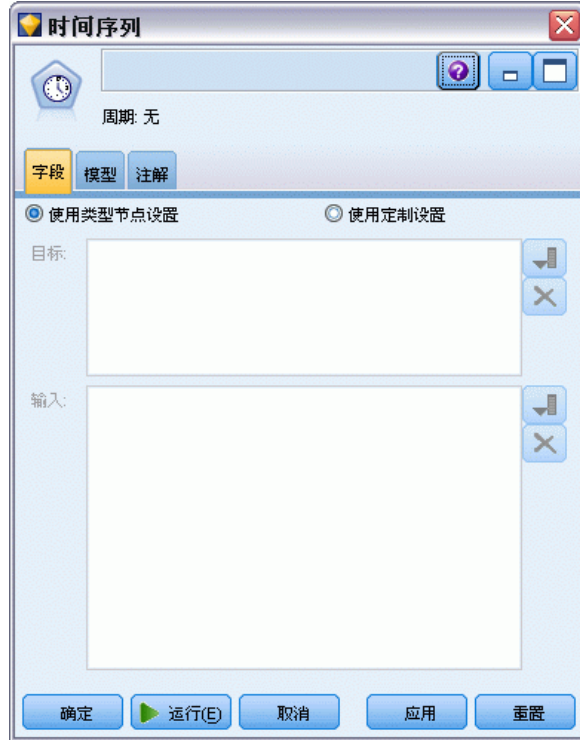 时间序列
周期: 无
字段 模型 注解
使用类型节点设置 使用定制设置
目标:
输入:
确定 运行(E) 取消 应用 重置